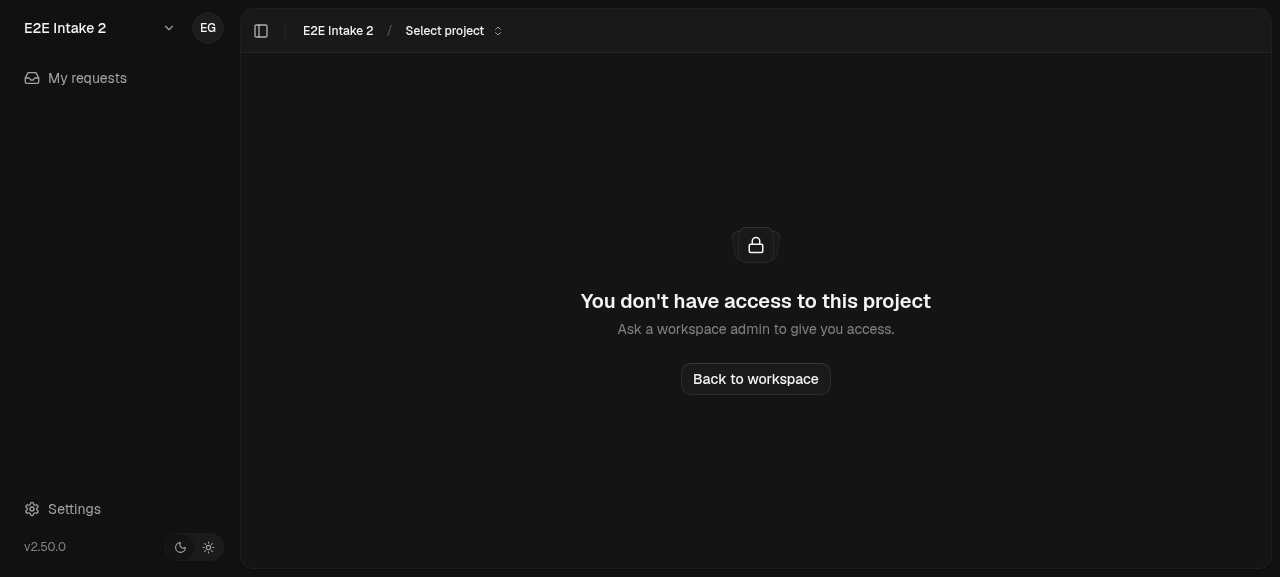 E2E Intake 2
EG
E2E Intake 2 / Select project
My requests
You don't have access to this project
Ask a workspace admin to give you access.
Back to workspace
Settings
v2.50.0